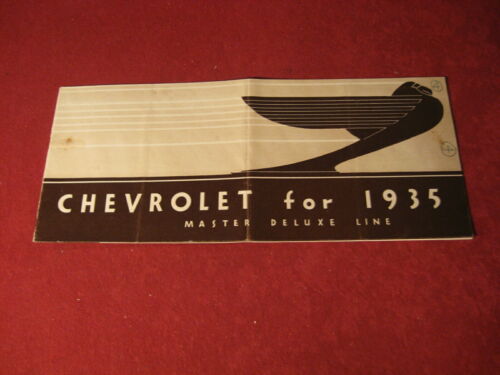 CHEVROLET for 1935
MASTER DELUXE LINE